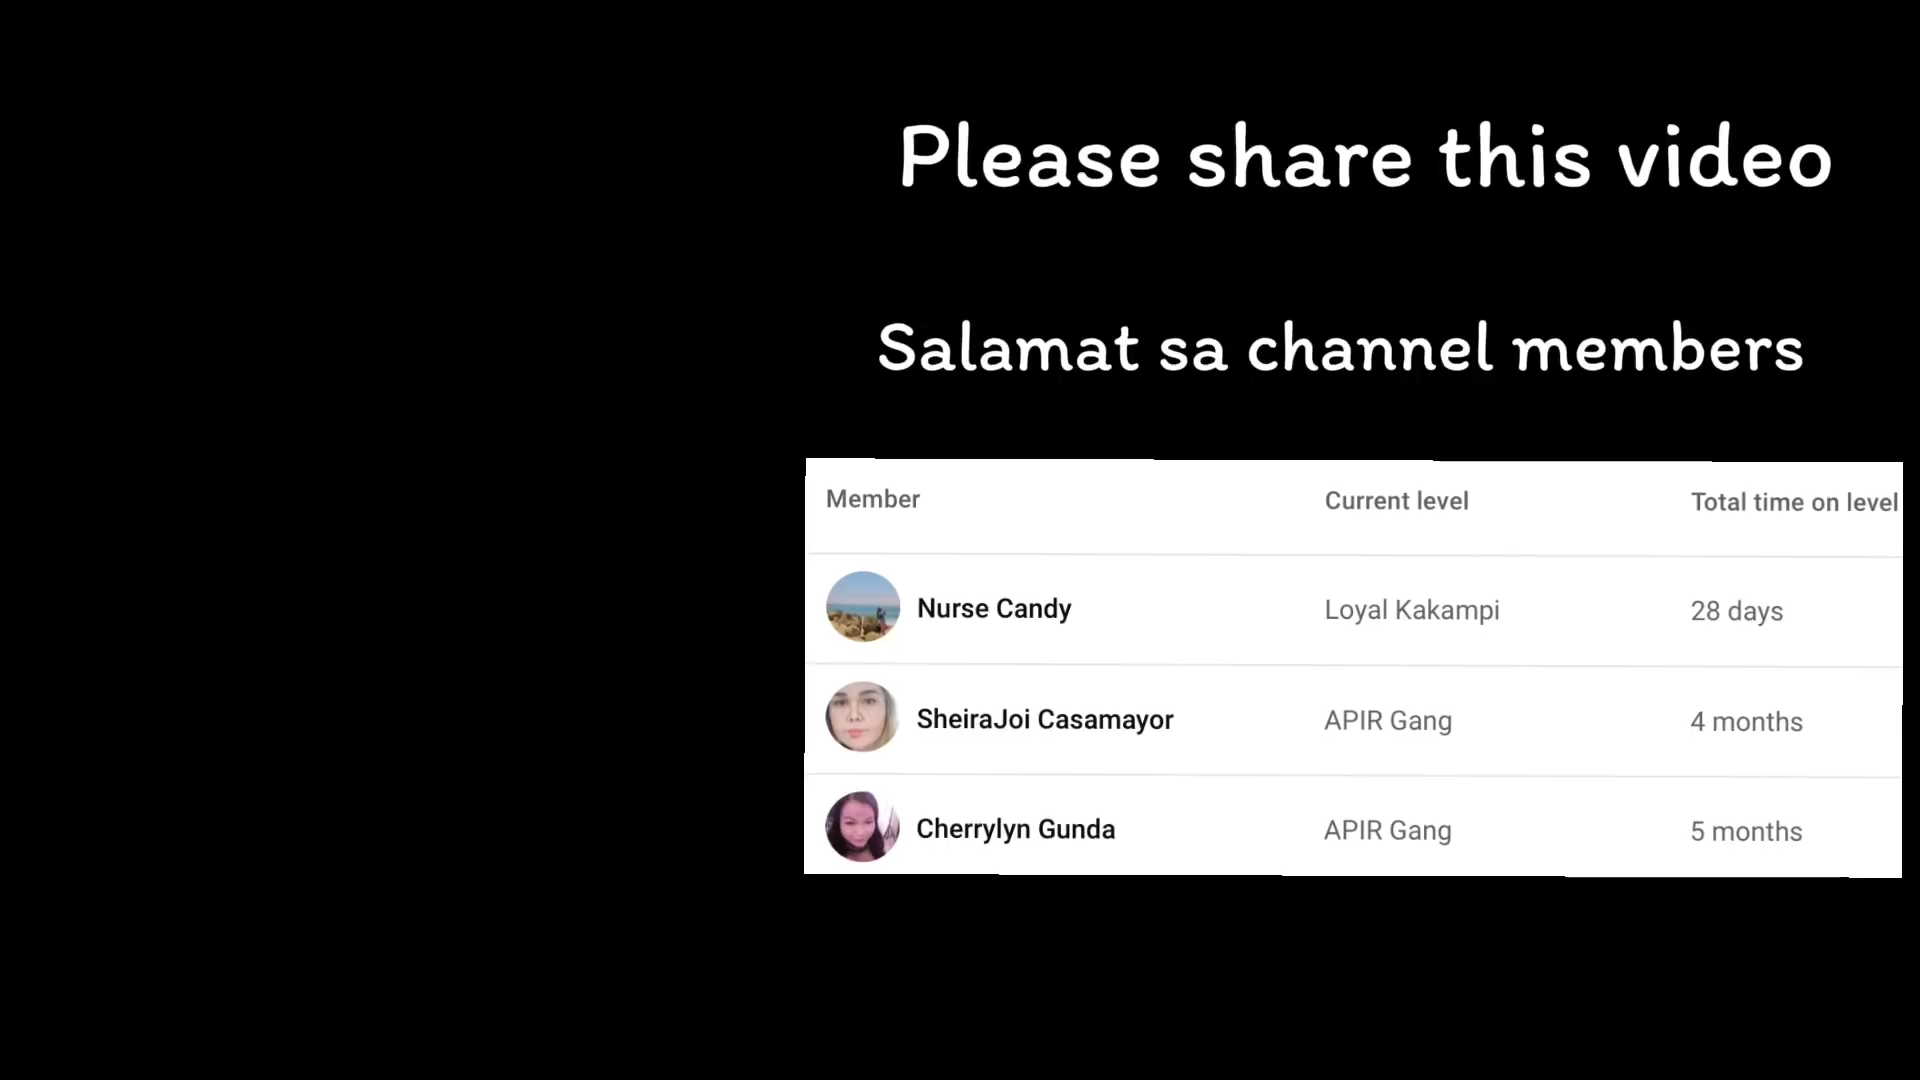 Please share this video
Salamat sa channel members
Member Current level Total time on level
Nurse Candy Loyal Kakampi 28 days
SheiraJoi Casamayor APIR Gang 4 months
Cherrylyn Gunda APIR Gang 5 months